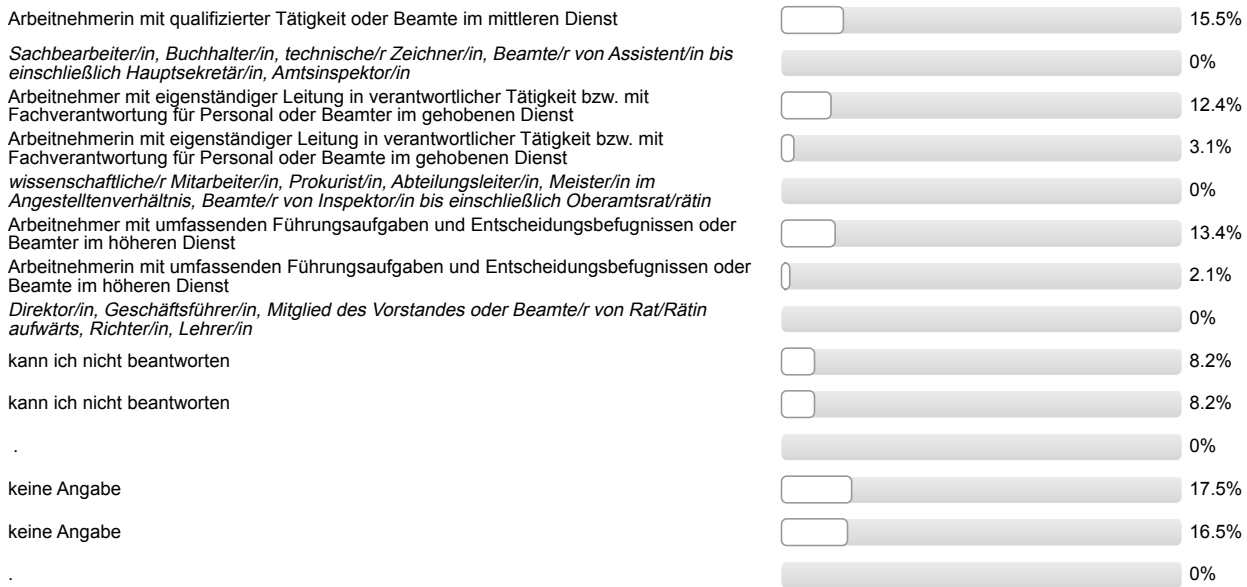 Arbeitnehmerin mit qualifizierter Tätigkeit oder Beamte im mittleren Dienst 15.5%
Sachbearbeiter/in, Buchhalter/in, technische/r Zeichner/in, Beamte/r von Assistent/in bis
einschließlich Hauptsekretär/in, Amtsinspektor/in 0%
Arbeitnehmer mit eigenständiger Leitung in verantwortlicher Tätigkeit bzw. mit
Fachverantwortung für Personal oder Beamter im gehobenen Dienst 12.4%
Arbeitnehmerin mit eigenständiger Leitung in verantwortlicher Tätigkeit bzw. mit
Fachverantwortung für Personal oder Beamte im gehobenen Dienst 3.1%
wissenschaftliche/r Mitarbeiter/in, Prokurist/in, Abteilungsleiter/in, Meister/in im
Angestelltenverhältnis, Beamte/r von Inspektor/in bis einschließlich Oberamtsrat/rätin 0%
Arbeitnehmer mit umfassenden Führungsaufgaben und Entscheidungsbefugnissen oder
Beamter im höheren Dienst 13.4%
Arbeitnehmerin mit umfassenden Führungsaufgaben und Entscheidungsbefugnissen oder
Beamte im höheren Dienst 2.1%
Direktor/in, Geschäftsführer/in, Mitglied des Vorstandes oder Beamte/r von Rat/Rätin
aufwärts, Richter/in, Lehrer/in 0%
kann ich nicht beantworten 8.2%
kann ich nicht beantworten 8.2%
. 0%
keine Angabe 17.5%
keine Angabe 16.5%
. 0%